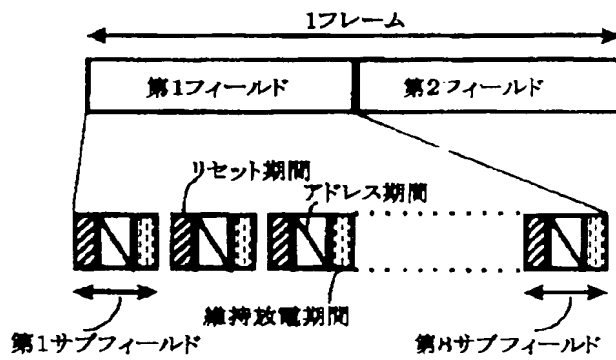 1フレーム
第1フィールド
第2フィールド
リセット期間
アドレス期間
維持放電期間
第1サブフィールド
第8サブフィールド